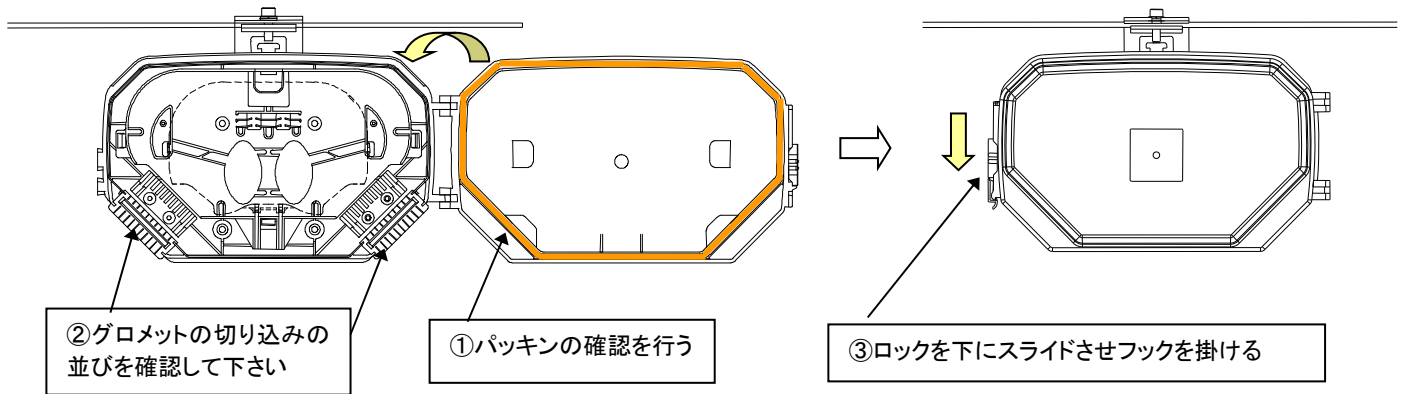 ②グロメットの切り込みの
並びを確認して下さい
①パッキンの確認を行う
③ロックを下にスライドさせフックを掛ける